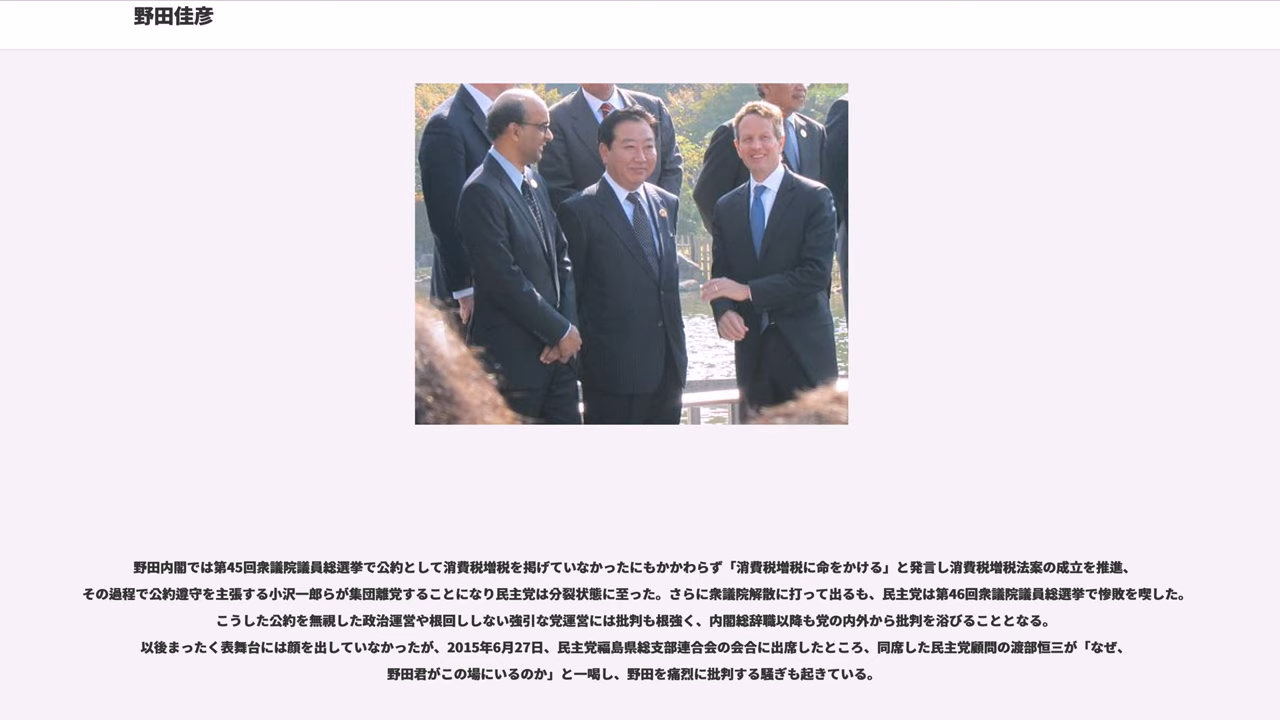 野田佳彦
野田内閣では第45回衆議院議員総選挙で公約として消費税増税を掲げていなかったにもかかわらず「消費税増税に命をかける」と発言し消費税増税法案の成立を推進、
その過程で公約遵守を主張する小沢一郎らが集団離党することになり民主党は分裂状態に至った。さらに衆議院解散に打って出るも、民主党は第46回衆議院議員総選挙で惨敗を喫した。
こうした公約を無視した政治運営や根回ししない強引な党運営には批判も根強く、内閣総辞職以降も党の内外から批判を浴びることとなる。
以後まったく表舞台には顔を出していなかったが、2015年6月27日、民主党福島県総支部連合会の会合に出席したところ、同席した民主党顧問の渡部恒三が「なぜ、
野田君がこの場にいるのか」と一喝し、野田を痛烈に批判する騒ぎも起きている。